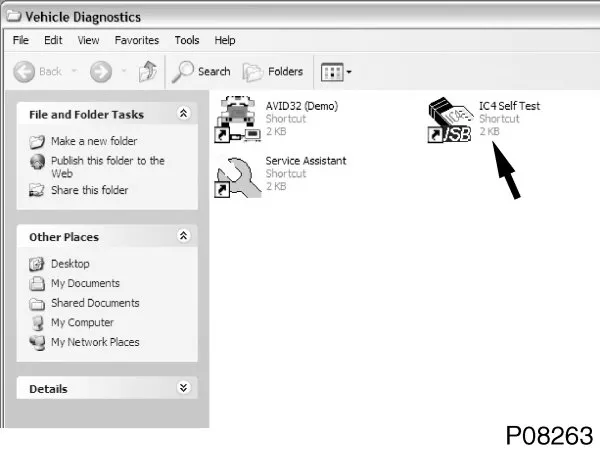 Vehicle Diagnostics
File Edit View Favorites Tools Help
Back Search Folders
File and Folder Tasks
Make a new folder
Publish this folder to the
Web
Share this folder
Other Places
Desktop
My Documents
Shared Documents
My Computer
My Network Places
Details
AVID32 (Demo)
Shortcut
2 KB
IC4 Self Test
Shortcut
2 KB
USB
Service Assistant
Shortcut
2 KB
P08263